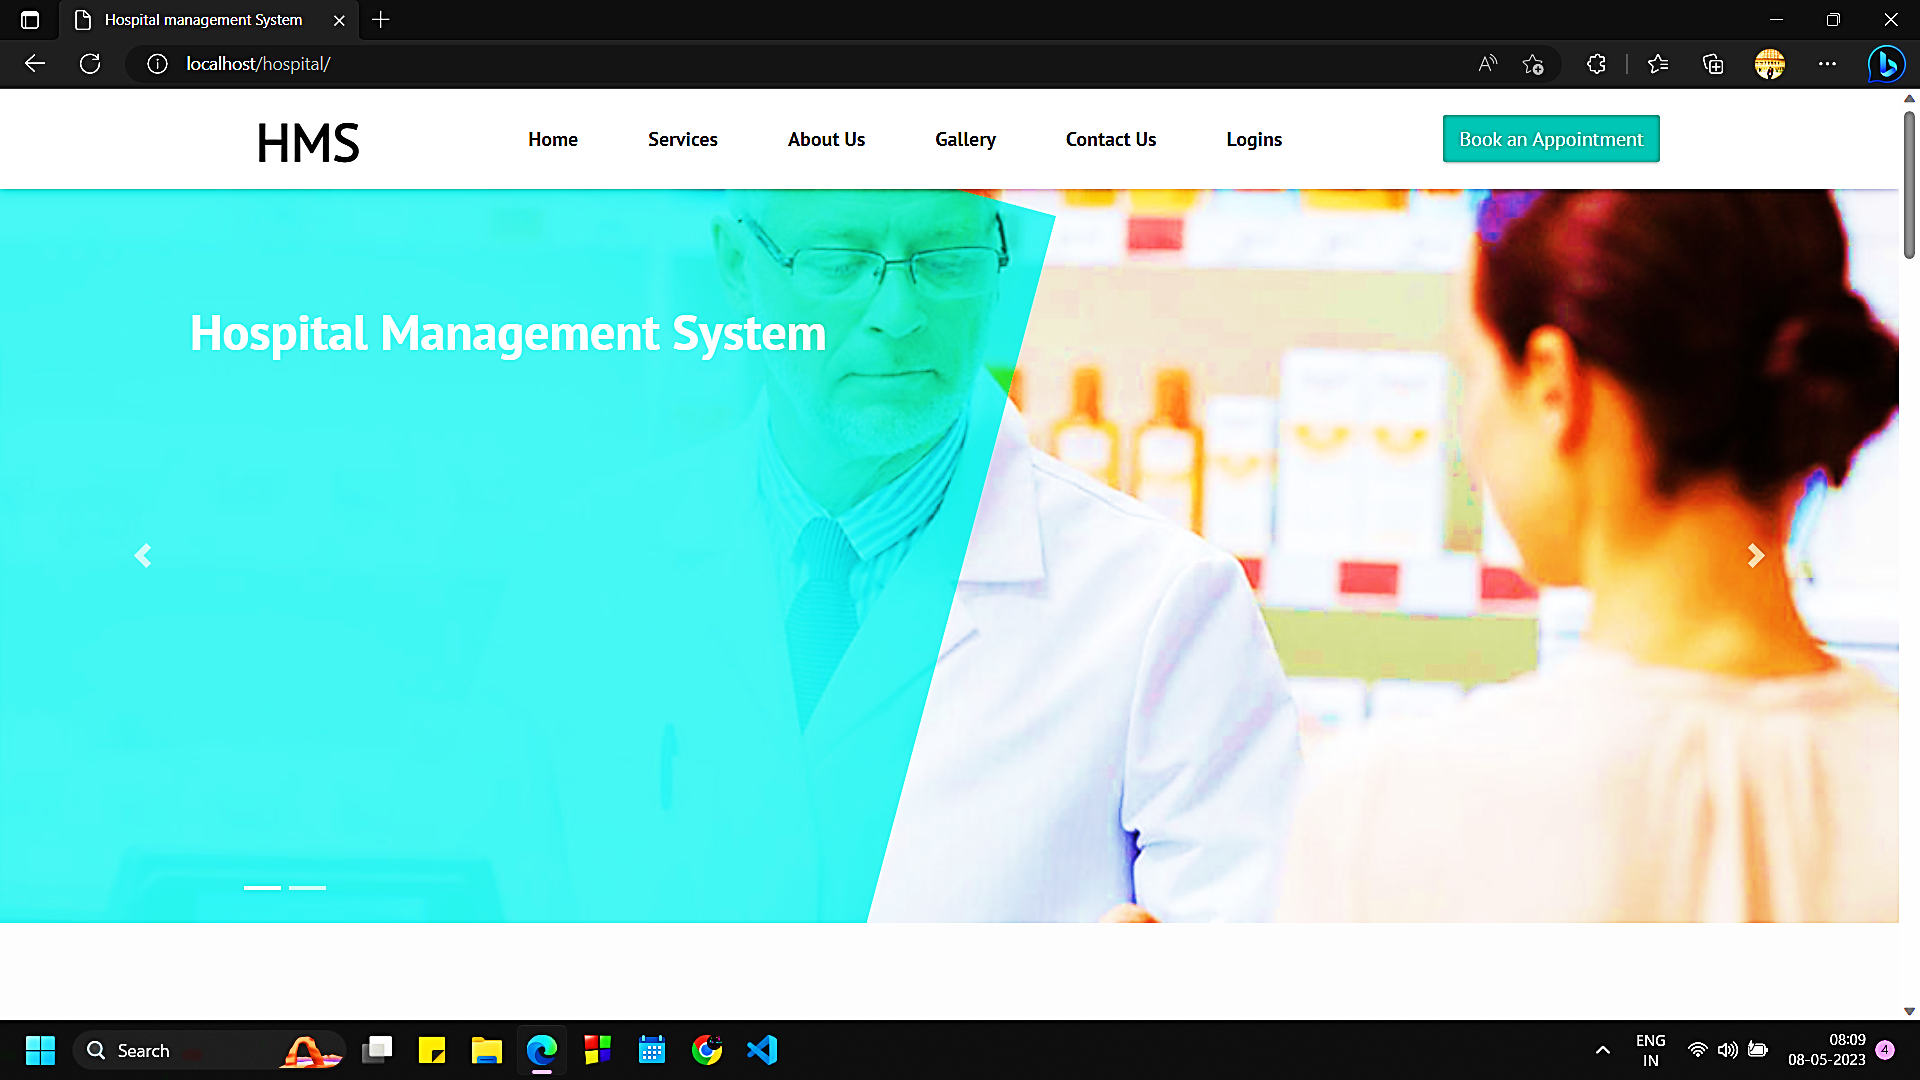 Hospital management System
localhost/hospital/
HMS
Home
Services
About Us
Gallery
Contact Us
Logins
Book an Appointment
Hospital Management System
Search
ENG
IN
08:09
08-05-2023
4